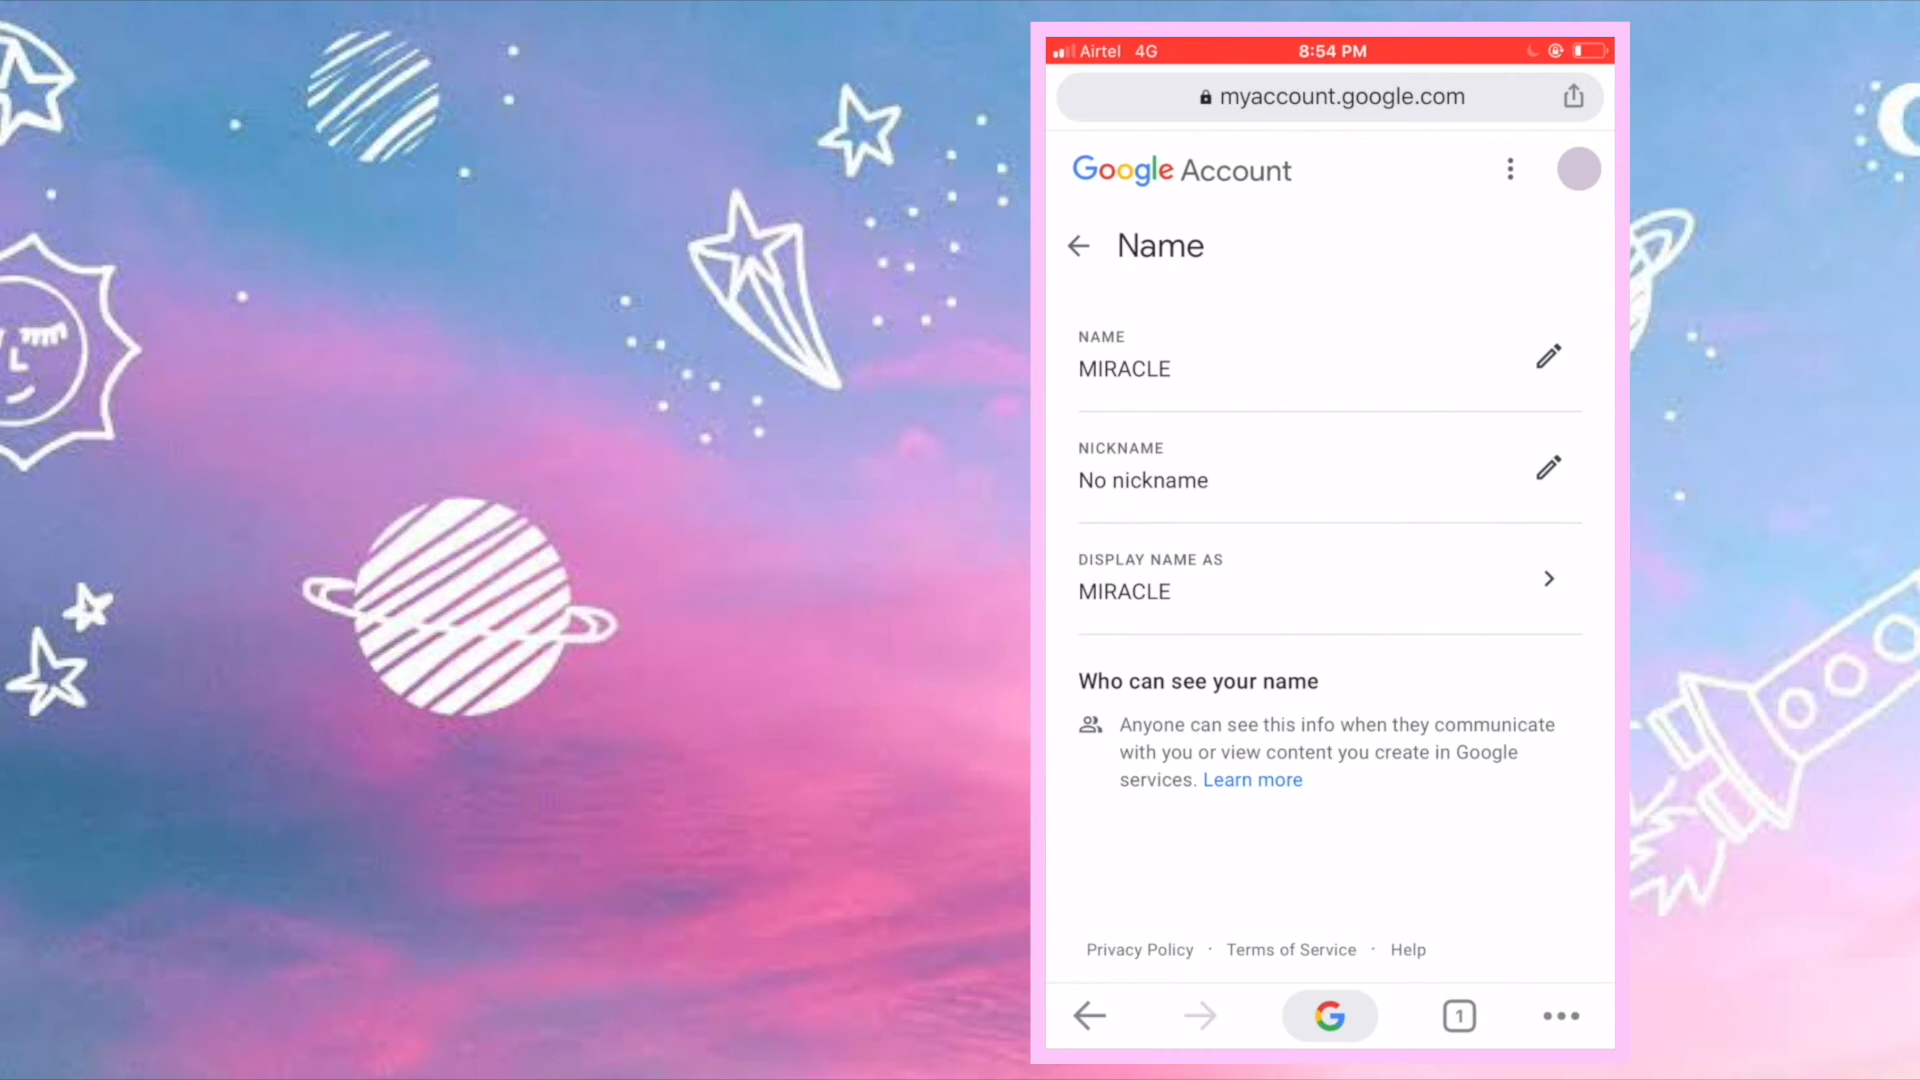 Airtel 4G 8:54 PM
myaccount.google.com
Google Account
Name
NAME
MIRACLE
NICKNAME
No nickname
DISPLAY NAME AS
MIRACLE
Who can see your name
Anyone can see this info when they communicate
with you or view content you create in Google
services. Learn more
Privacy Policy · Terms of Service · Help
G 1